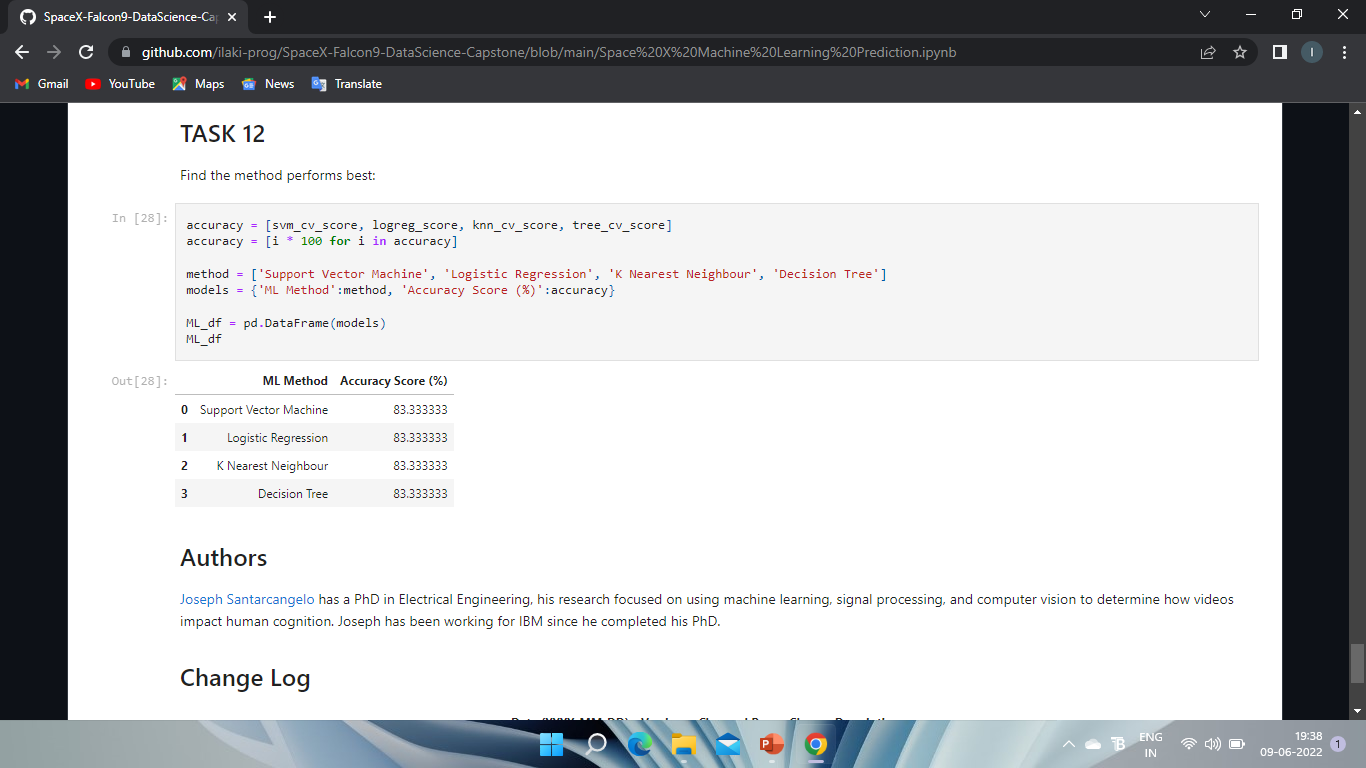 SpaceX-Falcon9-DataScience-Cap
github.com/ilaki-prog/SpaceX-Falcon9-DataScience-Capstone/blob/main/Space%20X%20Machine%20Learning%20Prediction.ipynb
I
Gmail YouTube Maps News Translate
TASK 12
Find the method performs best:
In [28]:
accuracy = [svm_cv_score, logreg_score, knn_cv_score, tree_cv_score]
accuracy = [i * 100 for i in accuracy]
method = ['Support Vector Machine', 'Logistic Regression', 'K Nearest Neighbour', 'Decision Tree']
models = {'ML Method':method, 'Accuracy Score (%)':accuracy}
ML_df = pd.DataFrame(models)
ML_df
Out[28]:
ML Method Accuracy Score (%)
0 Support Vector Machine 83.333333
1 Logistic Regression 83.333333
2 K Nearest Neighbour 83.333333
3 Decision Tree 83.333333
Authors
Joseph Santarcangelo has a PhD in Electrical Engineering, his research focused on using machine learning, signal processing, and computer vision to determine how videos
impact human cognition. Joseph has been working for IBM since he completed his PhD.
Change Log
ENG
IN
19:38
09-06-2022
1